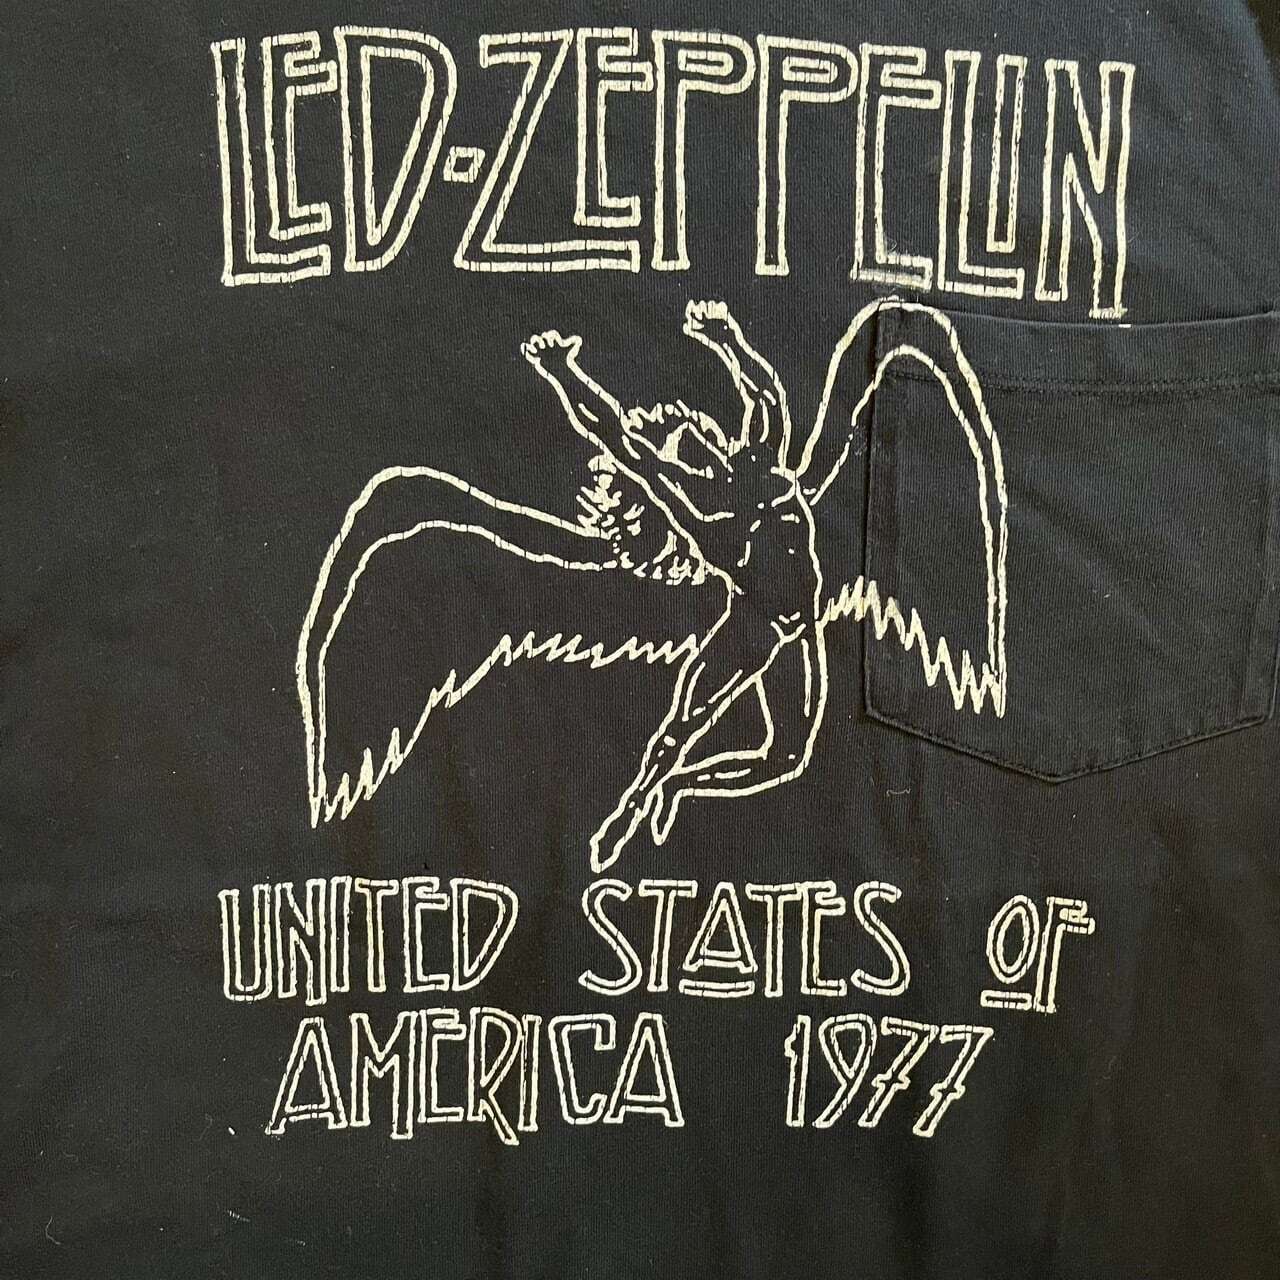 LED-ZEPPELIN
UNITED STATES OF
AMERICA 1977